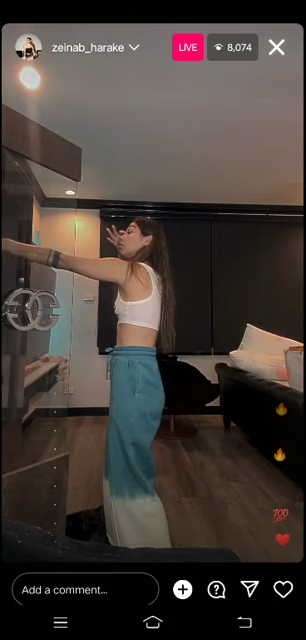 zeinab_harake
LIVE
8,074
💯
Add a comment...